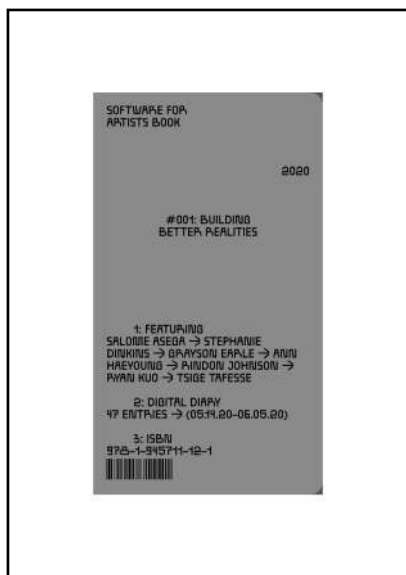 SOFTWARE FOR
ARTISTS BOOK
2020
#001: BUILDING
BETTER REALITIES
1: FEATURING
SALOME ASEGA → STEPHANIE
DINKINS → GRAYSON EARLE → ANN
HAEYOUNG → RINDON JOHNSON →
RYAN KUO → TSIGE TAFESSE
2: DIGITAL DIARY
47 ENTRIES → (05.14.20-06.05.20)
3: ISBN
978-1-945711-12-1